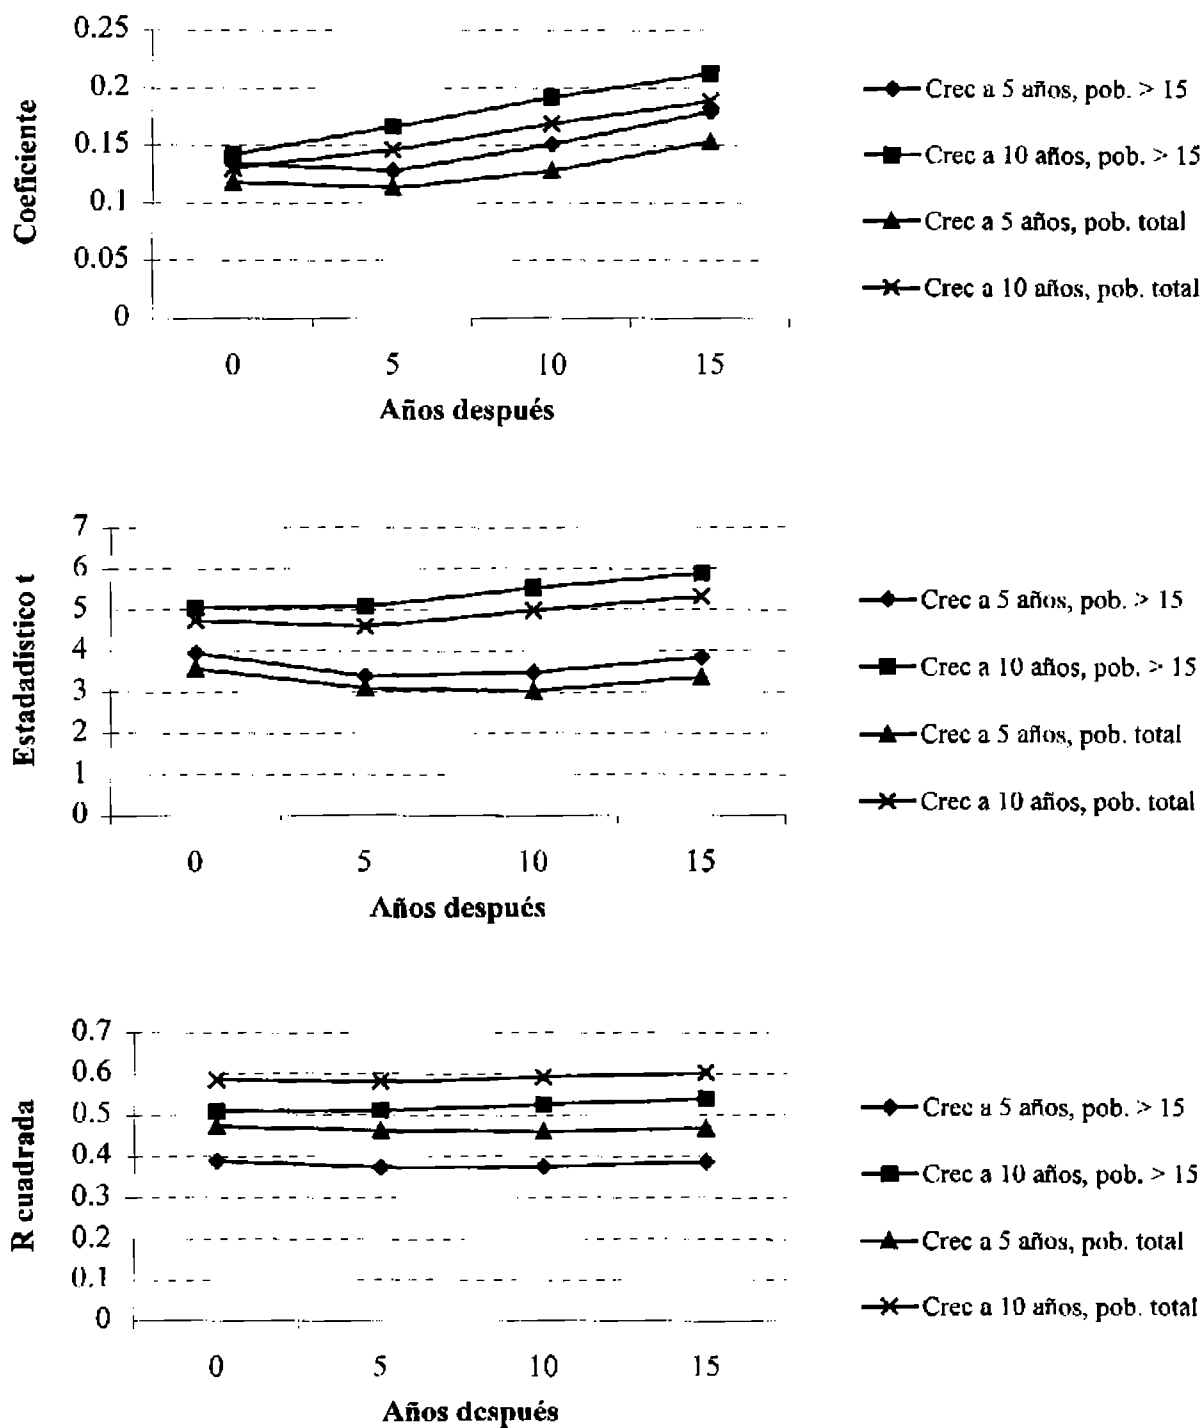 0.25
0.2
0.15
0.1
0.05
0
Coeficiente
0 5 10 15
Años después
Crec a 5 años, pob. > 15
Crec a 10 años, pob. > 15
Crec a 5 años, pob. total
Crec a 10 años, pob. total
7
6
5
4
3
2
1
0
Estadadístico t
0 5 10 15
Años después
Crec a 5 años, pob. > 15
Crec a 10 años, pob. > 15
Crec a 5 años, pob. total
Crec a 10 años, pob. total
0.7
0.6
0.5
0.4
0.3
0.2
0.1
0
R cuadrada
0 5 10 15
Años después
Crec a 5 años, pob. > 15
Crec a 10 años, pob. > 15
Crec a 5 años, pob. total
Crec a 10 años, pob. total